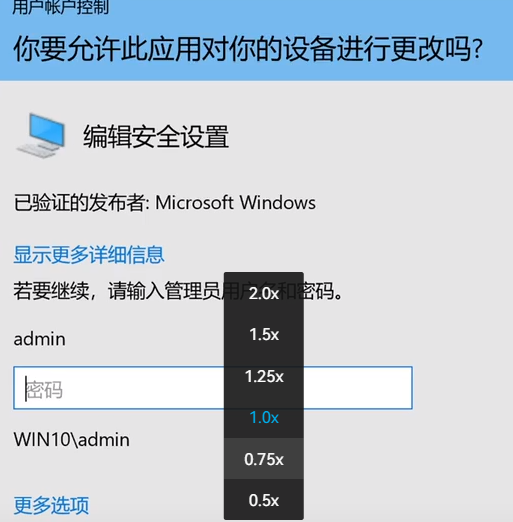 用户帐户控制
你要允许此应用对你的设备进行更改吗?
编辑安全设置
已验证的发布者: Microsoft Windows
显示更多详细信息
若要继续，请输入管理员用户名和密码。
2.0x
admin
1.5x
1.25x
密码
1.0x
WIN10\admin
0.75x
更多选项
0.5x